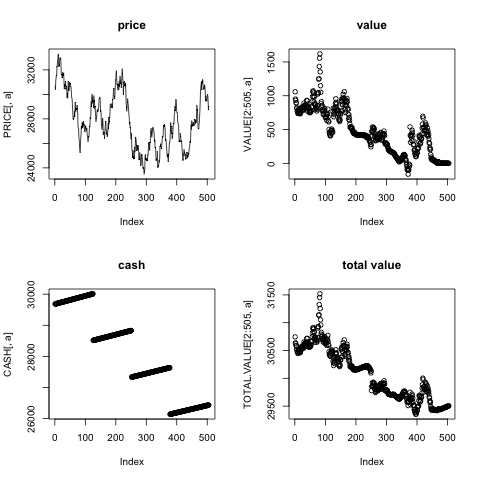 price
PRICE[, a]
24000 28000 32000
0 100 200 300 400 500
Index
value
VALUE[2:505, a]
0 500 1000 1500
0 100 200 300 400 500
Index
cash
CASH[, a]
26000 28000 30000
0 100 200 300 400 500
Index
total value
TOTAL.VALUE[2:505, a]
29500 30500 31500
0 100 200 300 400 500
Index